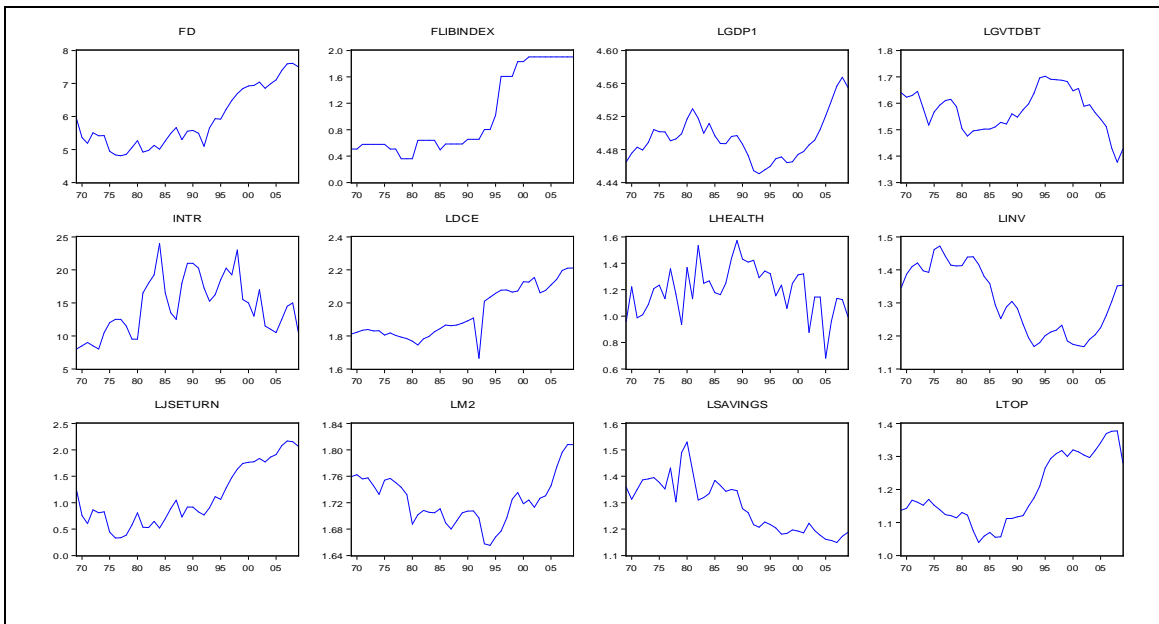 FD
8
7
6
5
4
70 75 80 85 90 95 00 05
FLIBINDEX
2.0
1.6
1.2
0.8
0.4
0.0
70 75 80 85 90 95 00 05
LGDP1
4.60
4.56
4.52
4.48
4.44
70 75 80 85 90 95 00 05
LGVTDBT
1.8
1.7
1.6
1.5
1.4
1.3
70 75 80 85 90 95 00 05
INTR
25
20
15
10
5
70 75 80 85 90 95 00 05
LDCE
2.4
2.2
2.0
1.8
1.6
70 75 80 85 90 95 00 05
LHEALTH
1.6
1.4
1.2
1.0
0.8
0.6
70 75 80 85 90 95 00 05
LINV
1.5
1.4
1.3
1.2
1.1
70 75 80 85 90 95 00 05
LJSETURN
2.5
2.0
1.5
1.0
0.5
0.0
70 75 80 85 90 95 00 05
LM2
1.84
1.80
1.76
1.72
1.68
1.64
70 75 80 85 90 95 00 05
LSAVINGS
1.6
1.5
1.4
1.3
1.2
1.1
70 75 80 85 90 95 00 05
LTOP
1.4
1.3
1.2
1.1
1.0
70 75 80 85 90 95 00 05